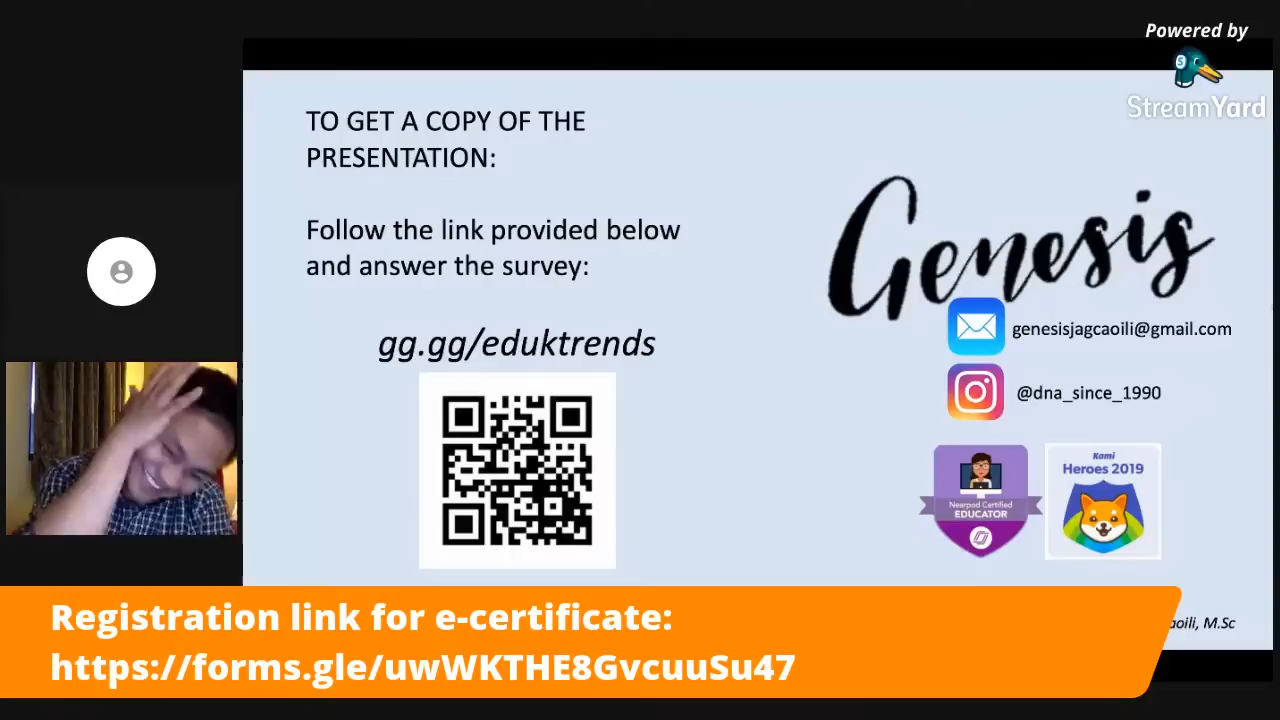 Powered by
StreamYard
TO GET A COPY OF THE
PRESENTATION:
Follow the link provided below
and answer the survey:
gg.gg/eduktrends
Genesis
genesisjagcaoili@gmail.com
@dna_since_1990
Nearpod Certified
EDUCATOR
Kami
Heroes 2019
aoili, M.Sc
Registration link for e-certificate:
https://forms.gle/uwWKTHE8GvcuuSu47